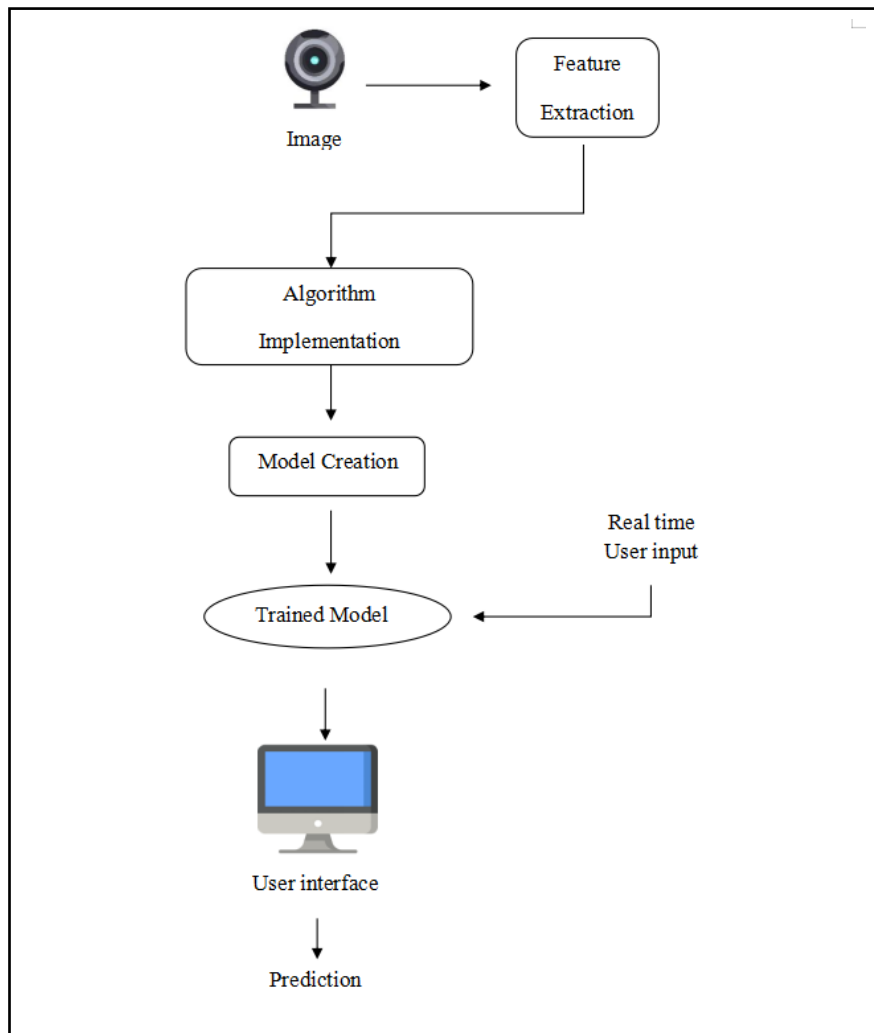 Image
Feature
Extraction
Algorithm
Implementation
Model Creation
Real time
User input
Trained Model
User interface
Prediction